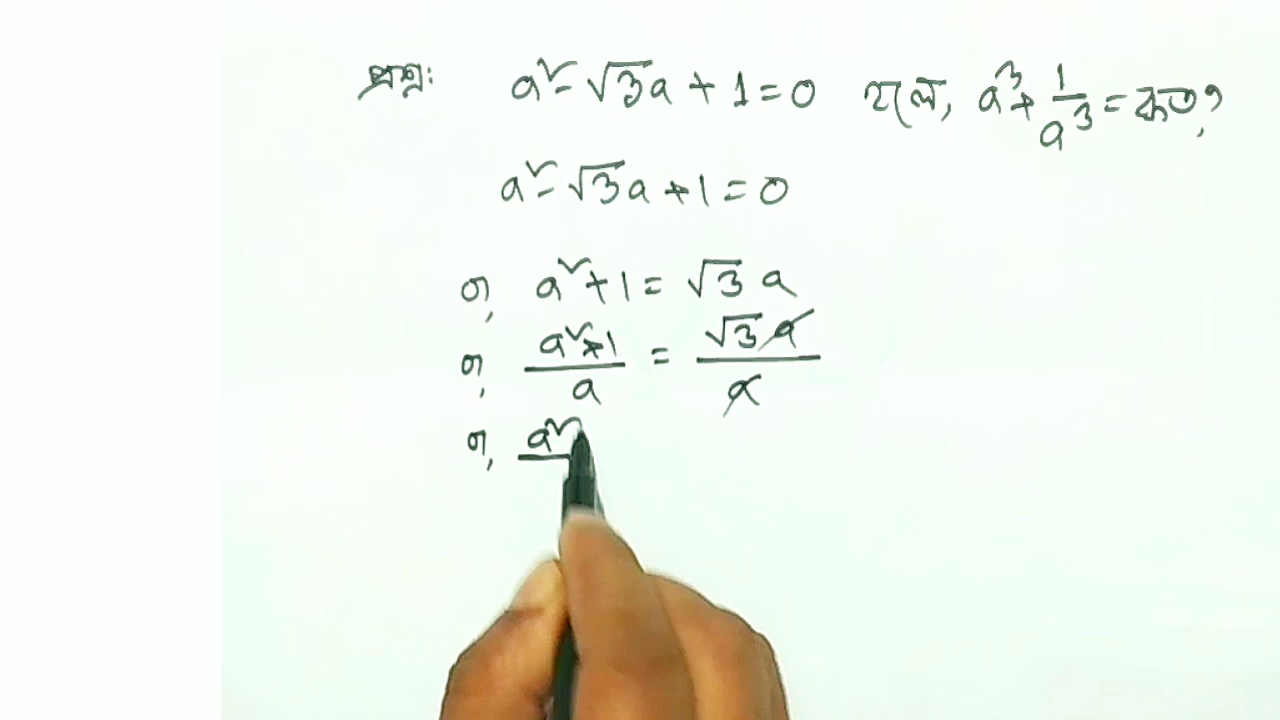 প্রশ্ন: a² - √3a + 1 = 0 হলে, a³ + 1/a³ = কত?
a² - √3a + 1 = 0
বা, a² + 1 = √3 a
বা, (a² + 1)/a = √3 a/a
বা, a²